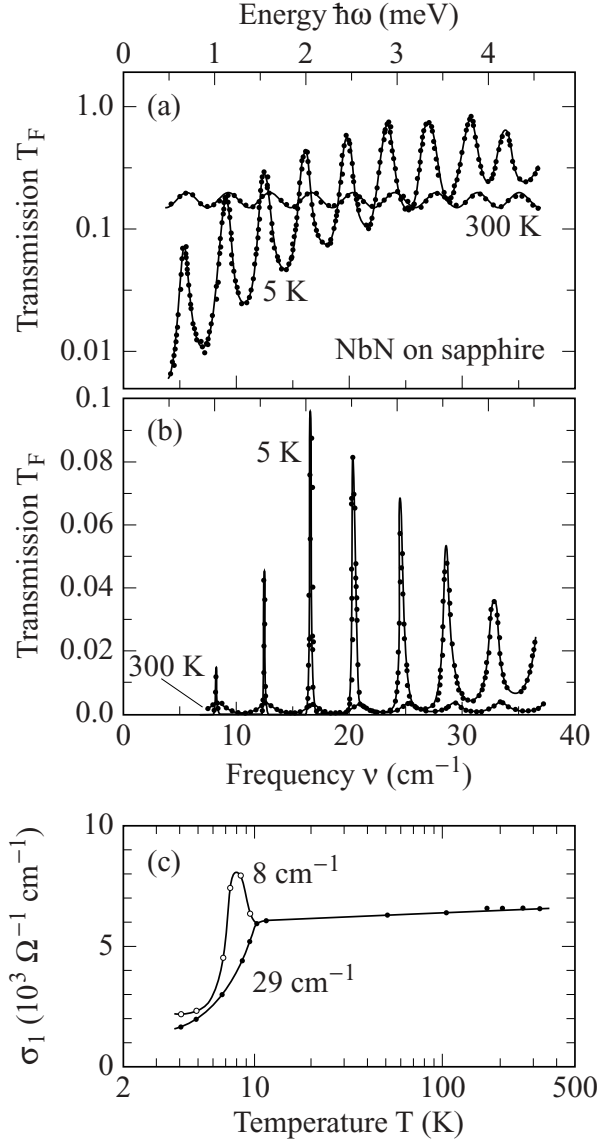 Energy ħω (meV)
0 1 2 3 4
(a)
1.0
0.1
0.01
Transmission T_F
300 K
5 K
NbN on sapphire
(b)
0.1
0.08
0.06
0.04
0.02
0.0
Transmission T_F
5 K
300 K
0 10 20 30 40
Frequency ν (cm⁻¹)
(c)
10
5
0
σ₁ (10³ Ω⁻¹ cm⁻¹)
8 cm⁻¹
29 cm⁻¹
2 10 100 500
Temperature T (K)